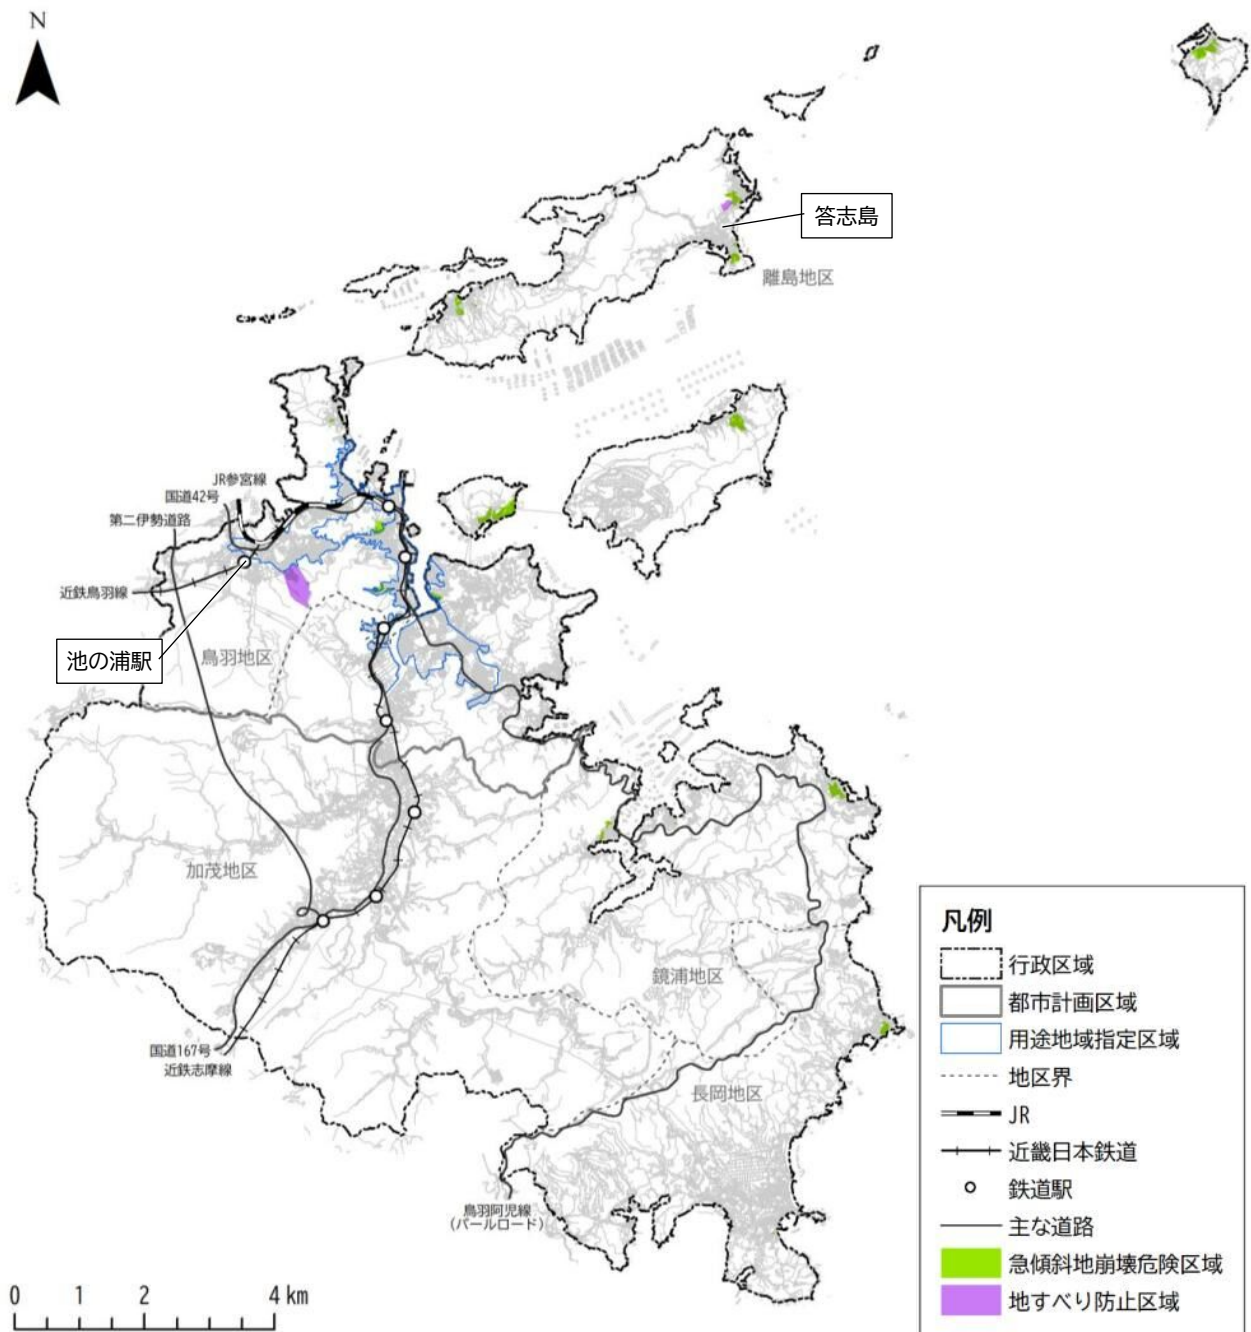 N
答志島
離島地区
JR参宮線
国道42号
第二伊勢道路
近鉄鳥羽線
池の浦駅
鳥羽地区
加茂地区
鏡浦地区
国道167号
近鉄志摩線
長岡地区
鳥羽阿児線
(パールロード)
凡例
行政区域
都市計画区域
用途地域指定区域
地区界
JR
近畿日本鉄道
鉄道駅
主な道路
急傾斜地崩壊危険区域
地すべり防止区域
0 1 2 4 km